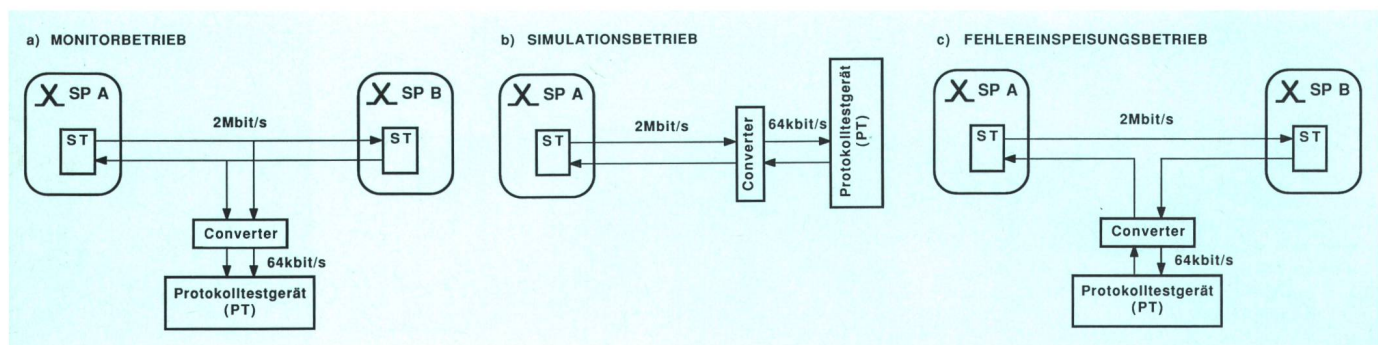 a) MONITORBETRIEB
SP A
SP B
ST
2Mbit/s
ST
Converter
64kbit/s
Protokolltestgerät
(PT)
b) SIMULATIONSBETRIEB
SP A
ST
2Mbit/s
Converter
64kbit/s
Protokolltestgerät
(PT)
c) FEHLEREINSPEISUNGSBETRIEB
SP A
SP B
ST
2Mbit/s
ST
Converter
64kbit/s
Protokolltestgerät
(PT)